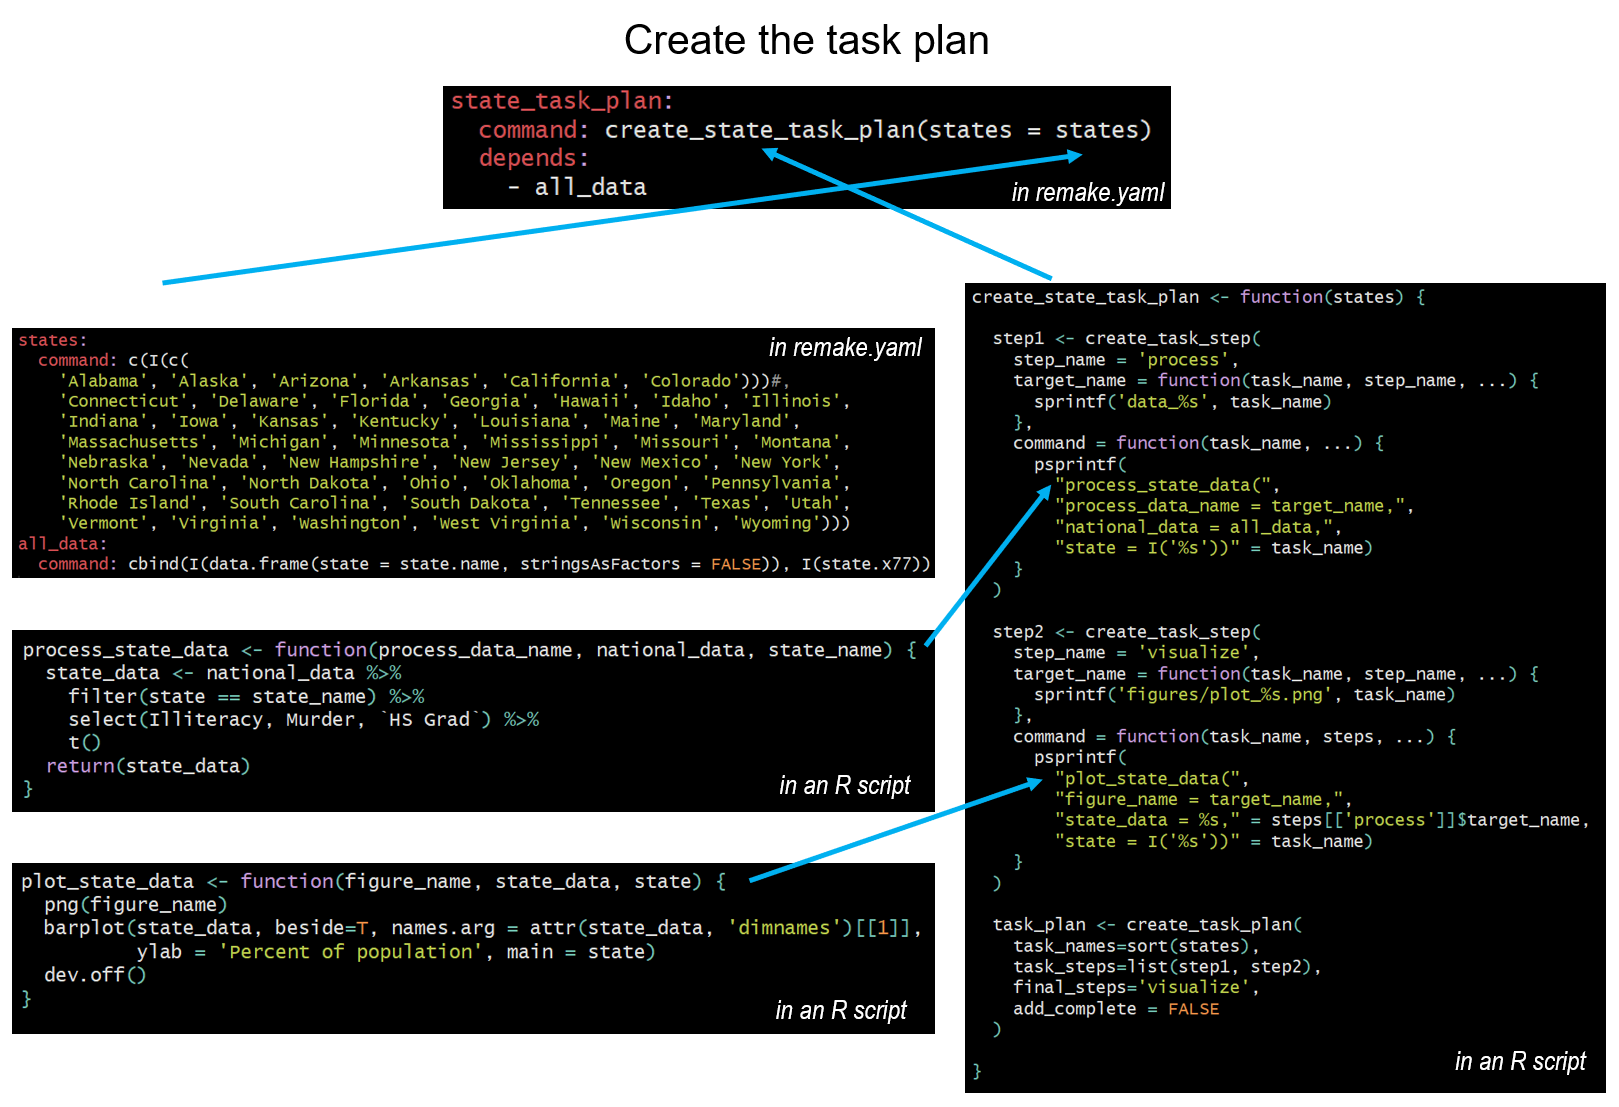 Create the task plan
state_task_plan:
  command: create_state_task_plan(states = states)
  depends:
    - all_data
in remake.yaml
states:
  command: c(I(c(
    'Alabama', 'Alaska', 'Arizona', 'Arkansas', 'California', 'Colorado')))#,
    'Connecticut', 'Delaware', 'Florida', 'Georgia', 'Hawaii', 'Idaho', 'Illinois',
    'Indiana', 'Iowa', 'Kansas', 'Kentucky', 'Louisiana', 'Maine', 'Maryland',
    'Massachusetts', 'Michigan', 'Minnesota', 'Mississippi', 'Missouri', 'Montana',
    'Nebraska', 'Nevada', 'New Hampshire', 'New Jersey', 'New Mexico', 'New York',
    'North Carolina', 'North Dakota', 'Ohio', 'Oklahoma', 'Oregon', 'Pennsylvania',
    'Rhode Island', 'South Carolina', 'South Dakota', 'Tennessee', 'Texas', 'Utah',
    'Vermont', 'Virginia', 'Washington', 'West Virginia', 'Wisconsin', 'Wyoming')))
all_data:
  command: cbind(I(data.frame(state = state.name, stringsAsFactors = FALSE)), I(state.x77))
in remake.yaml
process_state_data <- function(process_data_name, national_data, state_name) {
  state_data <- national_data %>%
    filter(state == state_name) %>%
    select(Illiteracy, Murder, `HS Grad`) %>%
    t()
  return(state_data)
}
in an R script
plot_state_data <- function(figure_name, state_data, state) {
  png(figure_name)
  barplot(state_data, beside=T, names.arg = attr(state_data, 'dimnames')[[1]],
          ylab = 'Percent of population', main = state)
  dev.off()
}
in an R script
create_state_task_plan <- function(states) {
  step1 <- create_task_step(
    step_name = 'process',
    target_name = function(task_name, step_name, ...) {
      sprintf('data_%s', task_name)
    },
    command = function(task_name, ...) {
      psprintf(
        "process_state_data(",
        "process_data_name = target_name,",
        "national_data = all_data,",
        "state = I('%s'))" = task_name)
    }
  )
  step2 <- create_task_step(
    step_name = 'visualize',
    target_name = function(task_name, step_name, ...) {
      sprintf('figures/plot_%s.png', task_name)
    },
    command = function(task_name, steps, ...) {
      psprintf(
        "plot_state_data(",
        "figure_name = target_name,",
        "state_data = %s," = steps[['process']]$target_name,
        "state = I('%s'))" = task_name)
    }
  )
  task_plan <- create_task_plan(
    task_names=sort(states),
    task_steps=list(step1, step2),
    final_steps='visualize',
    add_complete = FALSE
  )
}
in an R script